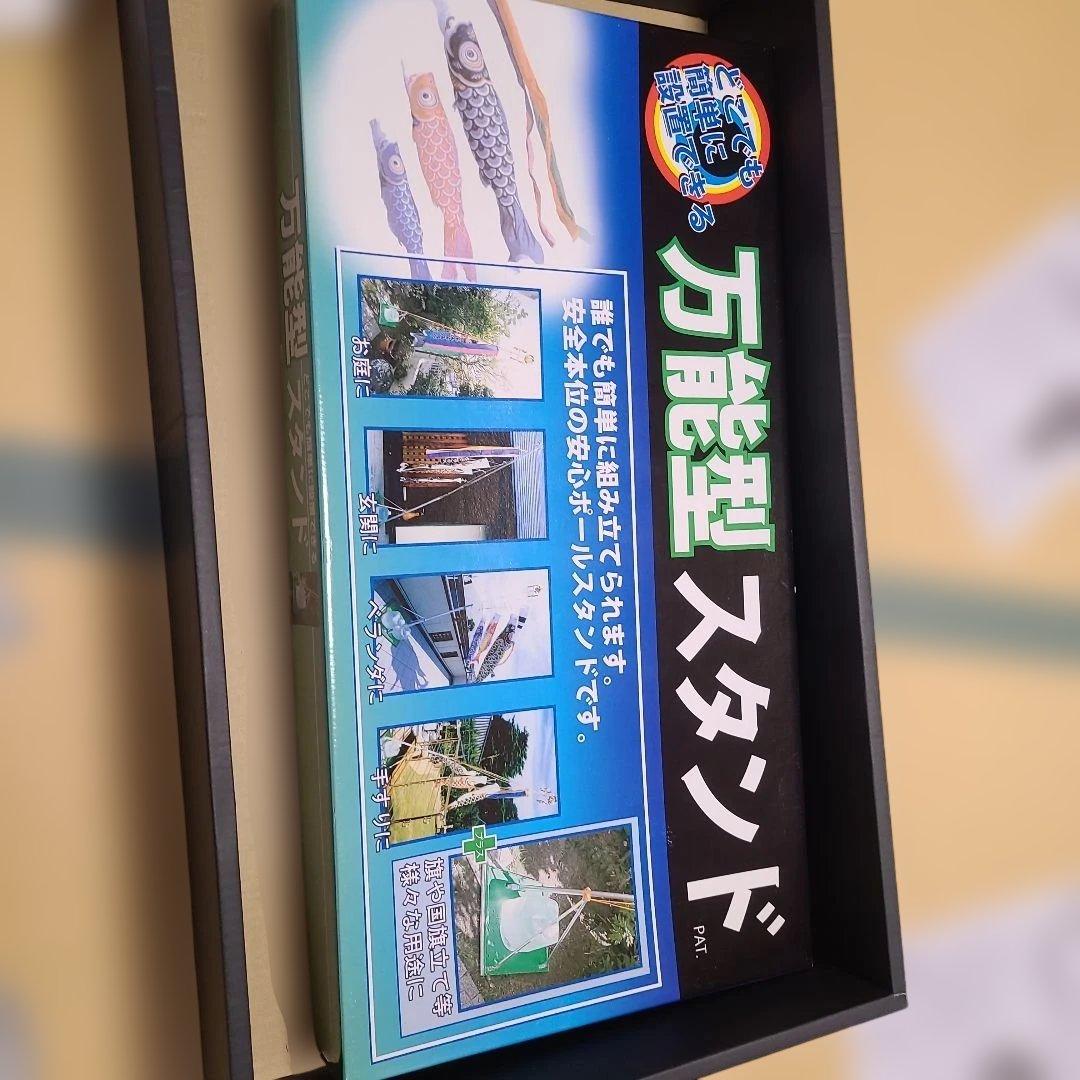 どこでも
簡単に
設置できる
万能型スタンド
PAT.
誰でも簡単に組み立てられます。
安全本位の安心ポールスタンドです。
お庭に
玄関に
ベランダに
手すりに
プラス
旗や国旗立て等
様々な用途に
万能型スタンド